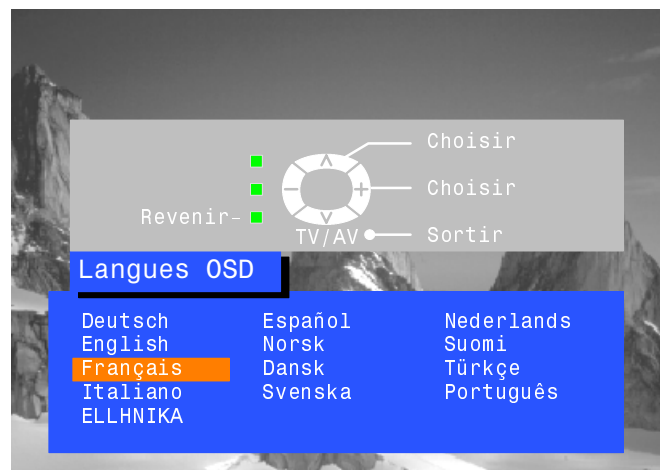 Choisir
Choisir
Revenir-
TV/AV Sortir
Langues OSD
Deutsch Español Nederlands
English Norsk Suomi
Français Dansk Türkçe
Italiano Svenska Português
ELLHNIKA